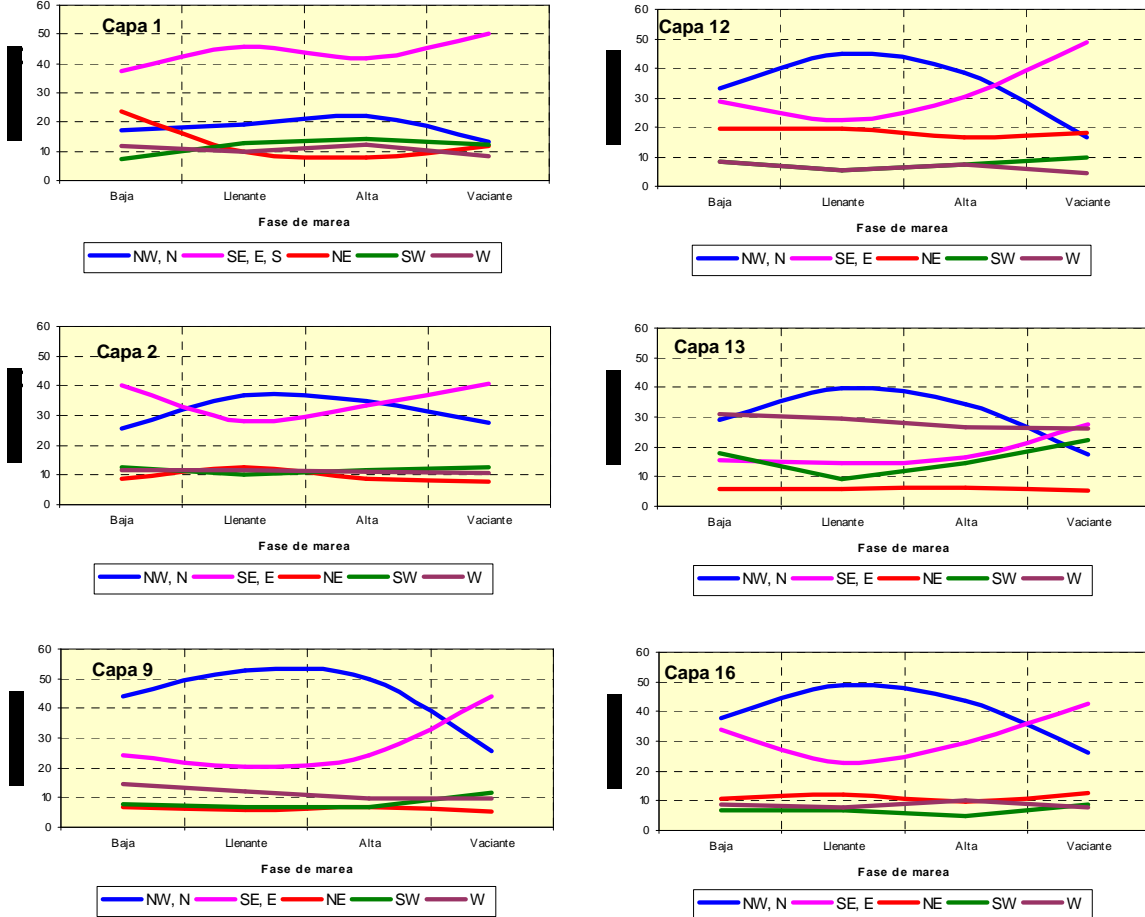 Capa 1
60
50
40
30
20
10
0
Baja Llenante Alta Vaciante
Fase de marea
NW, N SE, E, S NE SW W
Capa 12
60
50
40
30
20
10
0
Baja Llenante Alta Vaciante
Fase de marea
NW, N SE, E NE SW W
Capa 2
60
50
40
30
20
10
0
Baja Llenante Alta Vaciante
Fase de marea
NW, N SE, E NE SW W
Capa 13
60
50
40
30
20
10
0
Baja Llenante Alta Vaciante
Fase de marea
NW, N SE, E NE SW W
Capa 9
60
50
40
30
20
10
0
Baja Llenante Alta Vaciante
Fase de marea
NW, N SE, E NE SW W
Capa 16
60
50
40
30
20
10
0
Baja Llenante Alta Vaciante
Fase de marea
NW, N SE, E NE SW W